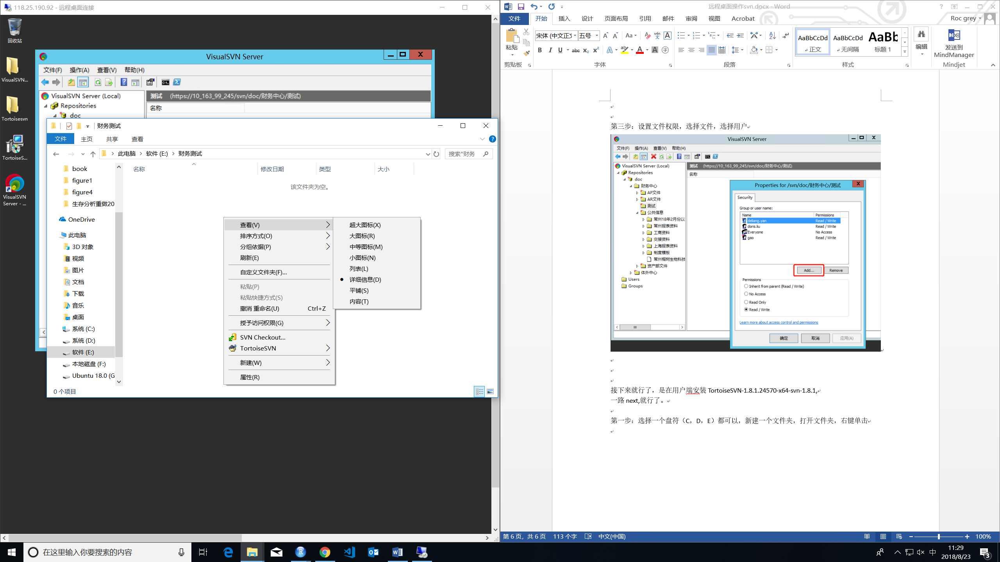 118.25.190.92 - 远程桌面连接
回收站
VisualSVN...
Tortoisesvn
TortoiseS...
VisualSVN
Server - ...
VisualSVN Server
文件(F) 操作(A) 查看(V) 帮助(H)
VisualSVN Server (Local)
Repositories
doc
测试 (https://10_163_99_245/svn/doc/财务中心/测试)
名称
财务测试
文件 主页 共享 查看
此电脑 软件 (E:) 财务测试
搜索"财务
book
figure1
figure4
生存分析重做20
OneDrive
此电脑
3D 对象
视频
图片
文档
下载
音乐
桌面
系统 (C:)
系统 (D:)
软件 (E:)
本地磁盘 (F:)
Ubuntu 18.0 (G
名称 修改日期 类型 大小
该文件夹为空。
查看(V)
排序方式(O)
分组依据(P)
刷新(E)
自定义文件夹(F)...
粘贴(P)
粘贴快捷方式(S)
撤消 重命名(U) Ctrl+Z
授予访问权限(G)
SVN Checkout...
TortoiseSVN
新建(W)
属性(R)
超大图标(X)
大图标(R)
中等图标(M)
小图标(N)
列表(L)
详细信息(D)
平铺(S)
内容(T)
0 个项目
远程桌面操作svn.docx - Word
文件 开始 插入 设计 页面布局 引用 邮件 审阅 视图 Acrobat
Roc grey
粘贴
剪贴板
宋体 (中文正文 五号
字体
段落
AaBbCcDd AaBbCcDd AaBb
正文 无间隔 标题 1
样式
编辑
发送到
MindManager
Mindjet
第三步：设置文件权限，选择文件，选择用户
VisualSVN Server
文件(F) 操作(A) 查看(V) 帮助(H)
VisualSVN Server (Local)
Repositories
doc
财务中心
AP文件
AR文件
测试
公共信息
常州18年2月份以
常州报表资料
工商资料
交接资料
上海报表资料
制度模板
常州桐树生物科技
资产部文件
体外中心
Users
Groups
测试 (https://10_163_99_245/svn/doc/财务中心/测试)
名称
Properties for /svn/doc/财务中心/测试
Security
Group or user name:
Name Permissions
deliang.yan Read / Write
doris.liu Read / Write
Everyone No Access
gao Read / Write
Add... Remove
Permissions
Inherit from parent (Read / Write)
No Access
Read Only
Read / Write
Learn more about access control and permissions
确定 取消 应用(A)
接下来就行了，是在用户端安装 TortoiseSVN-1.8.1.24570-x64-svn-1.8.1,
一路 next,就行了。
第一步：选择一个盘符（C，D，E）都可以，新建一个文件夹，打开文件夹，右键单击
第 6 页，共 6 页 113 个字 中文(中国)
100%
在这里输入你要搜索的内容
中
11:29
2018/8/23
3